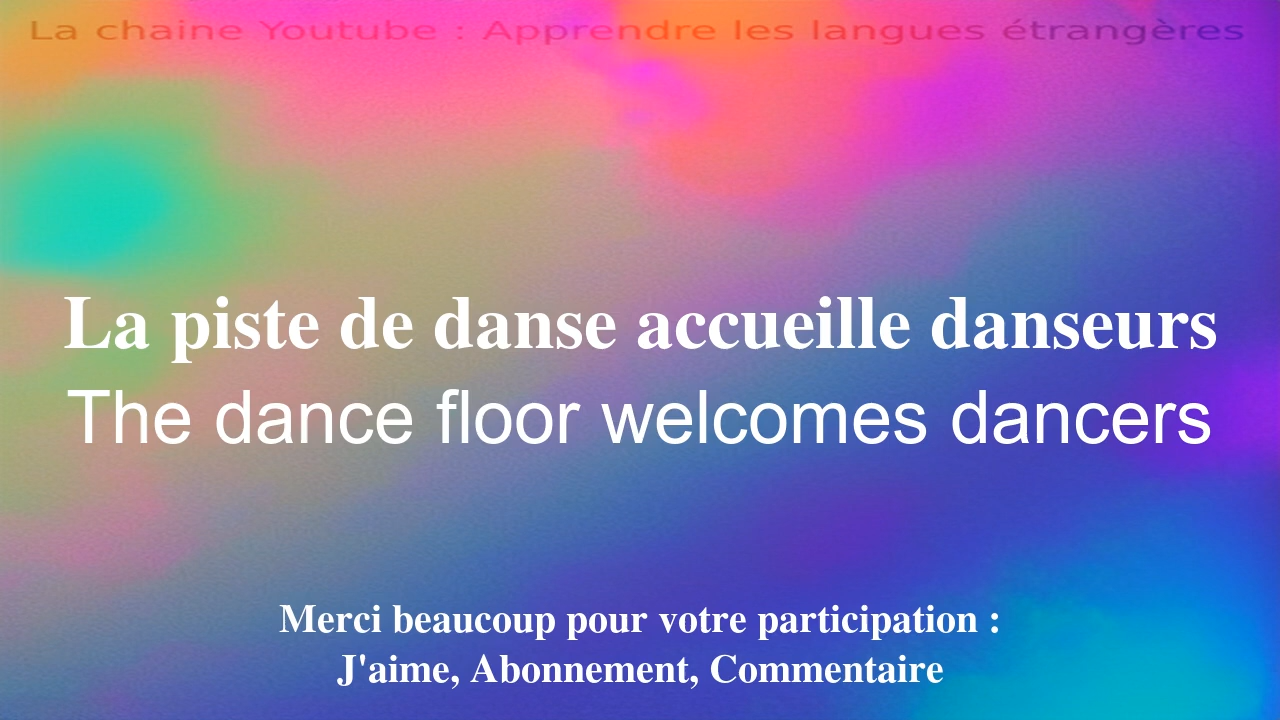 La chaine Youtube : Apprendre les langues étrangères
La piste de danse accueille danseurs
The dance floor welcomes dancers
Merci beaucoup pour votre participation :
J'aime, Abonnement, Commentaire